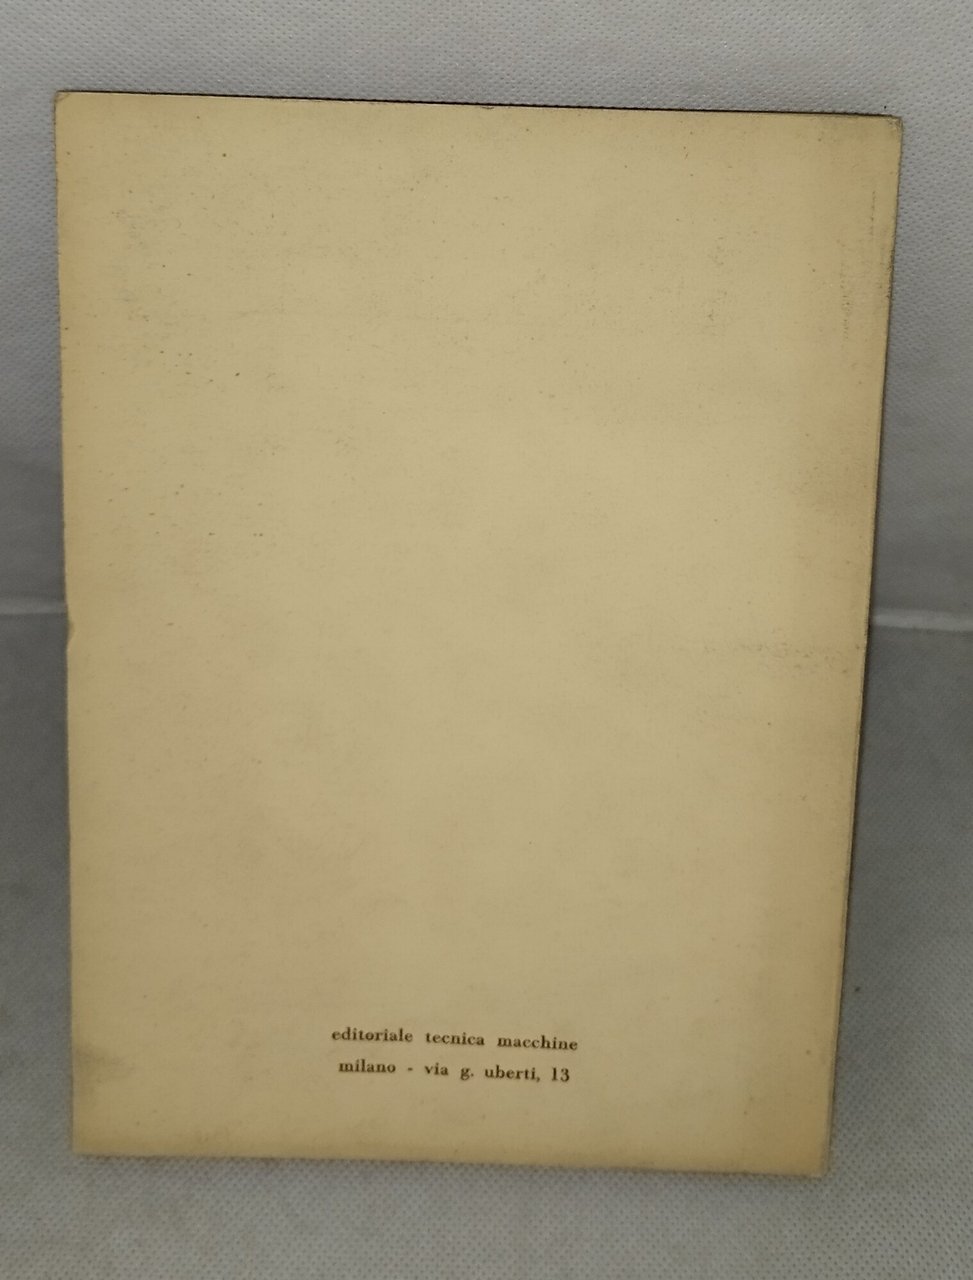 editoriale tecnica macchine
milano - via g. uberti, 13